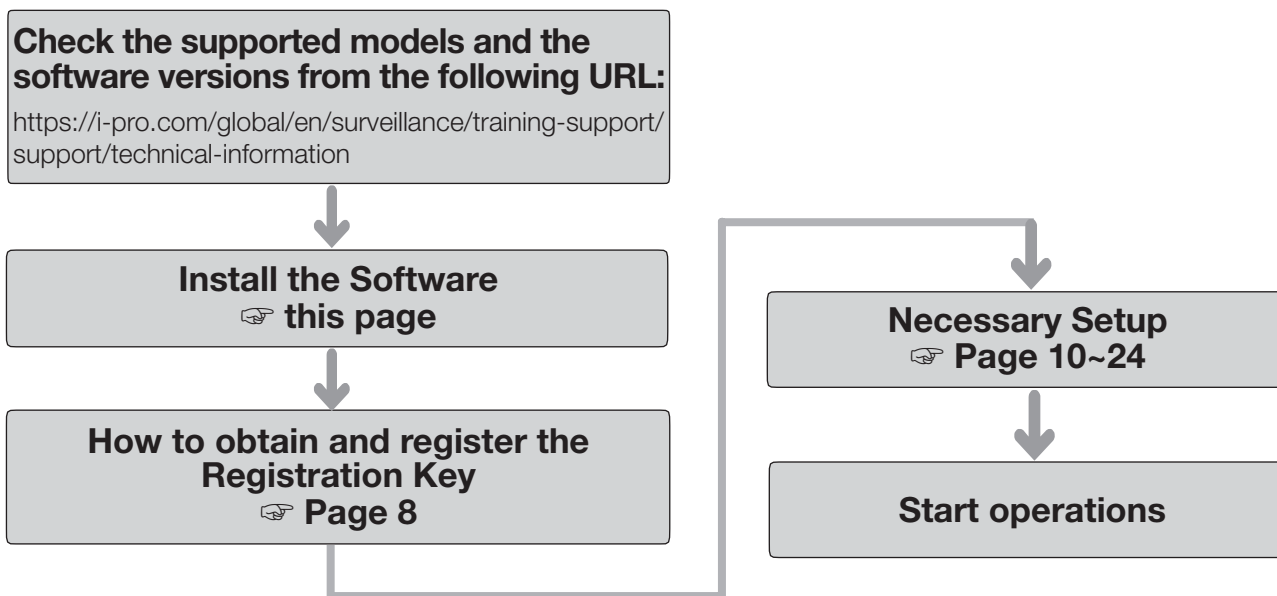 Check the supported models and the
software versions from the following URL:
https://i-pro.com/global/en/surveillance/training-support/
support/technical-information
Install the Software
☞ this page
How to obtain and register the
Registration Key
☞ Page 8
Necessary Setup
☞ Page 10~24
Start operations